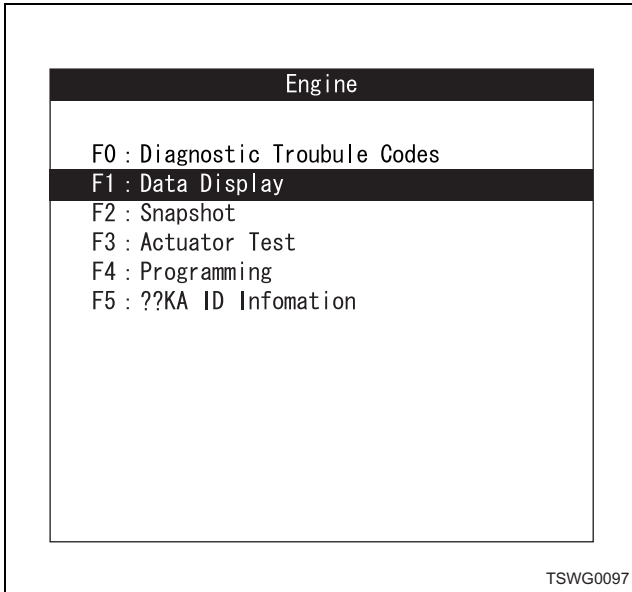 Engine
F0 : Diagnostic Troubule Codes
F1 : Data Display
F2 : Snapshot
F3 : Actuator Test
F4 : Programming
F5 : ??KA ID Infomation
TSWG0097